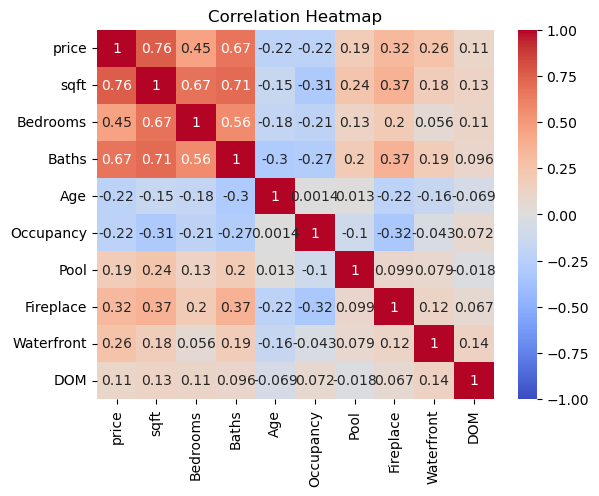 Correlation Heatmap
price 1 0.76 0.45 0.67 -0.22 -0.22 0.19 0.32 0.26 0.11
sqft 0.76 1 0.67 0.71 -0.15 -0.31 0.24 0.37 0.18 0.13
Bedrooms 0.45 0.67 1 0.56 -0.18 -0.21 0.13 0.2 0.056 0.11
Baths 0.67 0.71 0.56 1 -0.3 -0.27 0.2 0.37 0.19 0.096
Age -0.22 -0.15 -0.18 -0.3 1 0.0014 0.013 -0.22 -0.16 -0.069
Occupancy -0.22 -0.31 -0.21 -0.27 0.0014 1 -0.1 -0.32 -0.043 0.072
Pool 0.19 0.24 0.13 0.2 0.013 -0.1 1 0.099 0.079 -0.018
Fireplace 0.32 0.37 0.2 0.37 -0.22 -0.32 0.099 1 0.12 0.067
Waterfront 0.26 0.18 0.056 0.19 -0.16 -0.043 0.079 0.12 1 0.14
DOM 0.11 0.13 0.11 0.096 -0.069 0.072 -0.018 0.067 0.14 1
price sqft Bedrooms Baths Age Occupancy Pool Fireplace Waterfront DOM
1.00
0.75
0.50
0.25
0.00
−0.25
−0.50
−0.75
−1.00